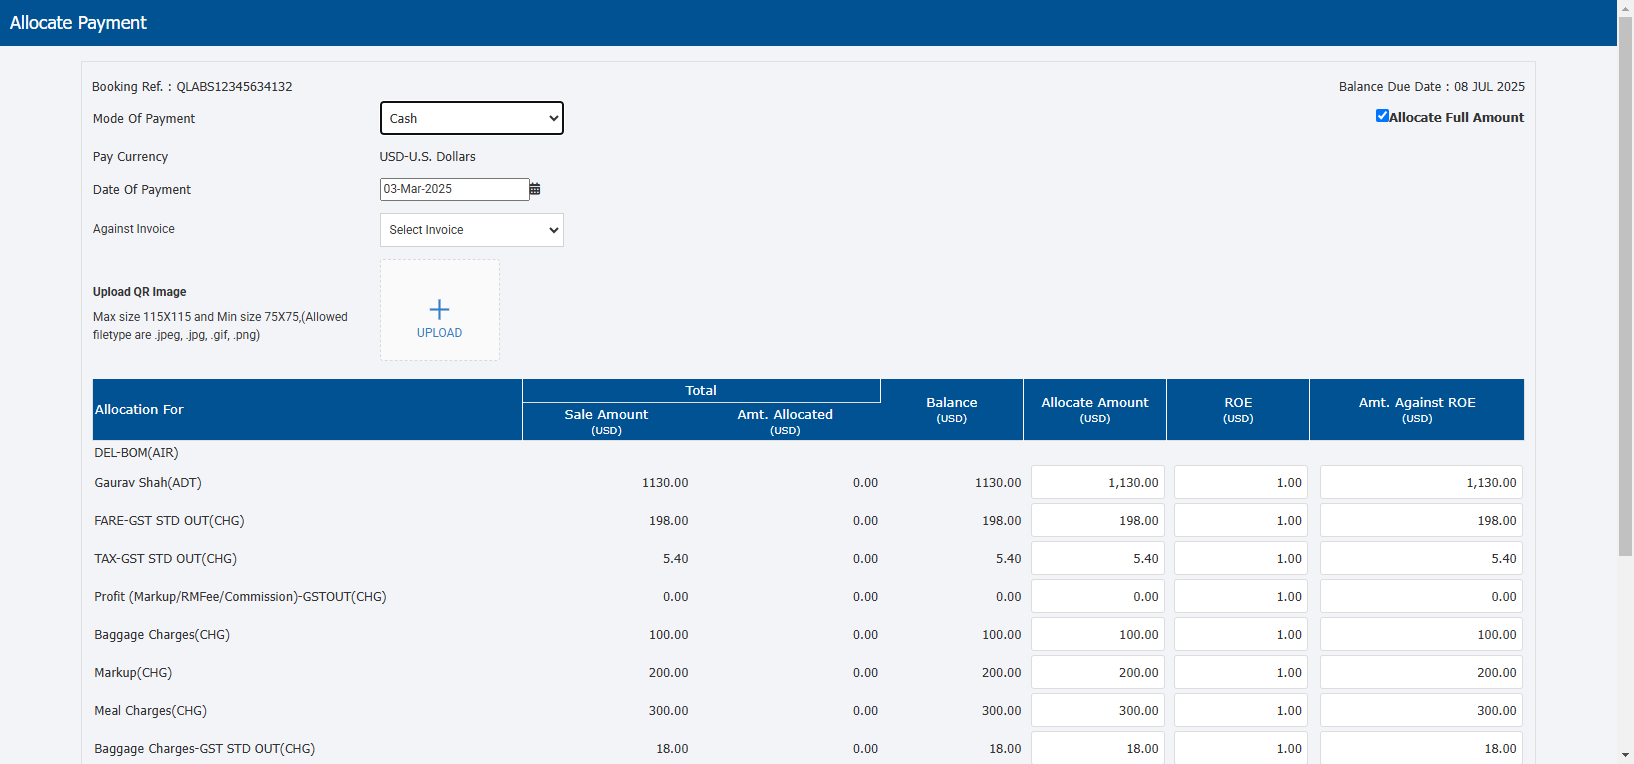 Allocate Payment
Booking Ref. : QLABS12345634132
Balance Due Date : 08 JUL 2025
Mode Of Payment
Cash
Allocate Full Amount
Pay Currency
USD-U.S. Dollars
Date Of Payment
03-Mar-2025
Against Invoice
Select Invoice
Upload QR Image
Max size 115X115 and Min size 75X75,(Allowed
filetype are .jpeg, .jpg, .gif, .png)
UPLOAD
Allocation For
Total
Sale Amount
(USD)
Amt. Allocated
(USD)
Balance
(USD)
Allocate Amount
(USD)
ROE
(USD)
Amt. Against ROE
(USD)
DEL-BOM(AIR)
Gaurav Shah(ADT) 1130.00 0.00 1130.00 1,130.00 1.00 1,130.00
FARE-GST STD OUT(CHG) 198.00 0.00 198.00 198.00 1.00 198.00
TAX-GST STD OUT(CHG) 5.40 0.00 5.40 5.40 1.00 5.40
Profit (Markup/RMFee/Commission)-GSTOUT(CHG) 0.00 0.00 0.00 0.00 1.00 0.00
Baggage Charges(CHG) 100.00 0.00 100.00 100.00 1.00 100.00
Markup(CHG) 200.00 0.00 200.00 200.00 1.00 200.00
Meal Charges(CHG) 300.00 0.00 300.00 300.00 1.00 300.00
Baggage Charges-GST STD OUT(CHG) 18.00 0.00 18.00 18.00 1.00 18.00